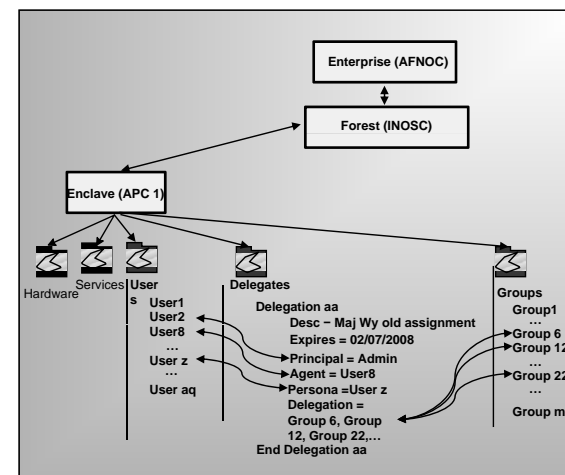 Enterprise (AFNOC)
Forest (INOSC)
Enclave (APC 1)
Hardware
Services
User
s
User1
User2
User8
...
User z
...
User aq
Delegates
Delegation aa
Desc – Maj Wy old assignment
Expires = 02/07/2008
Principal = Admin
Agent = User8
Persona =User z
Delegation =
Group 6, Group
12, Group 22,...
End Delegation aa
Groups
Group1
...
Group 6
Group 12
...
Group 22
...
Group m